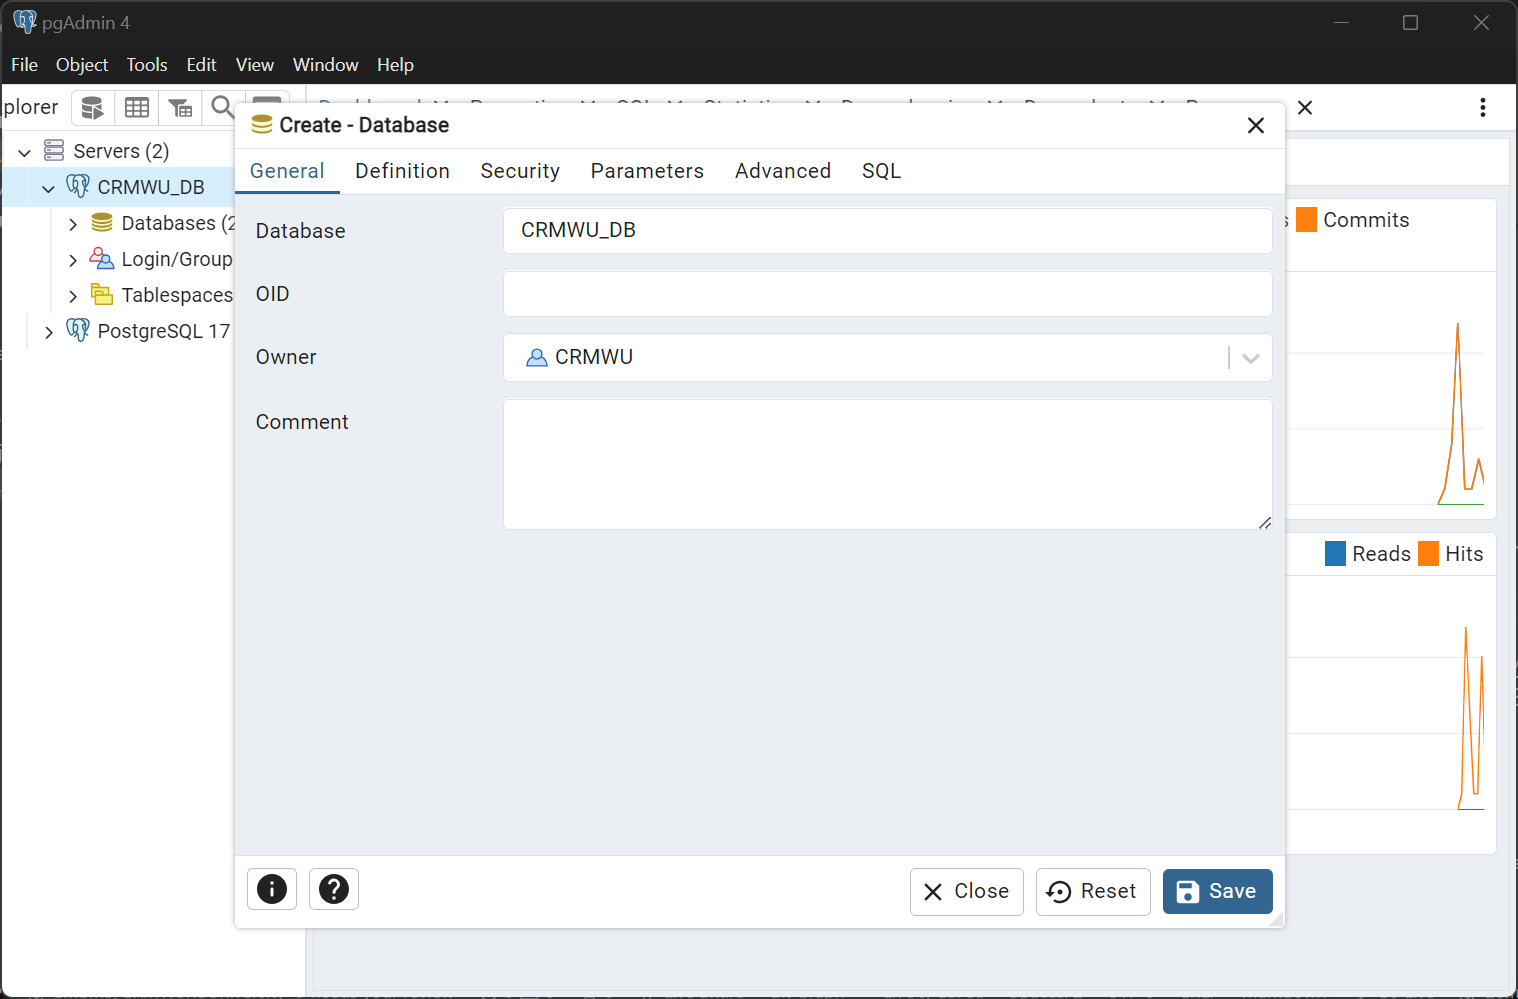 pgAdmin 4
File Object Tools Edit View Window Help
plorer
Create - Database
General Definition Security Parameters Advanced SQL
Servers (2)
CRMWU_DB
Databases (2
Login/Group
Tablespaces
PostgreSQL 17
Database CRMWU_DB
OID
Owner CRMWU
Comment
Commits
Reads Hits
Close Reset Save